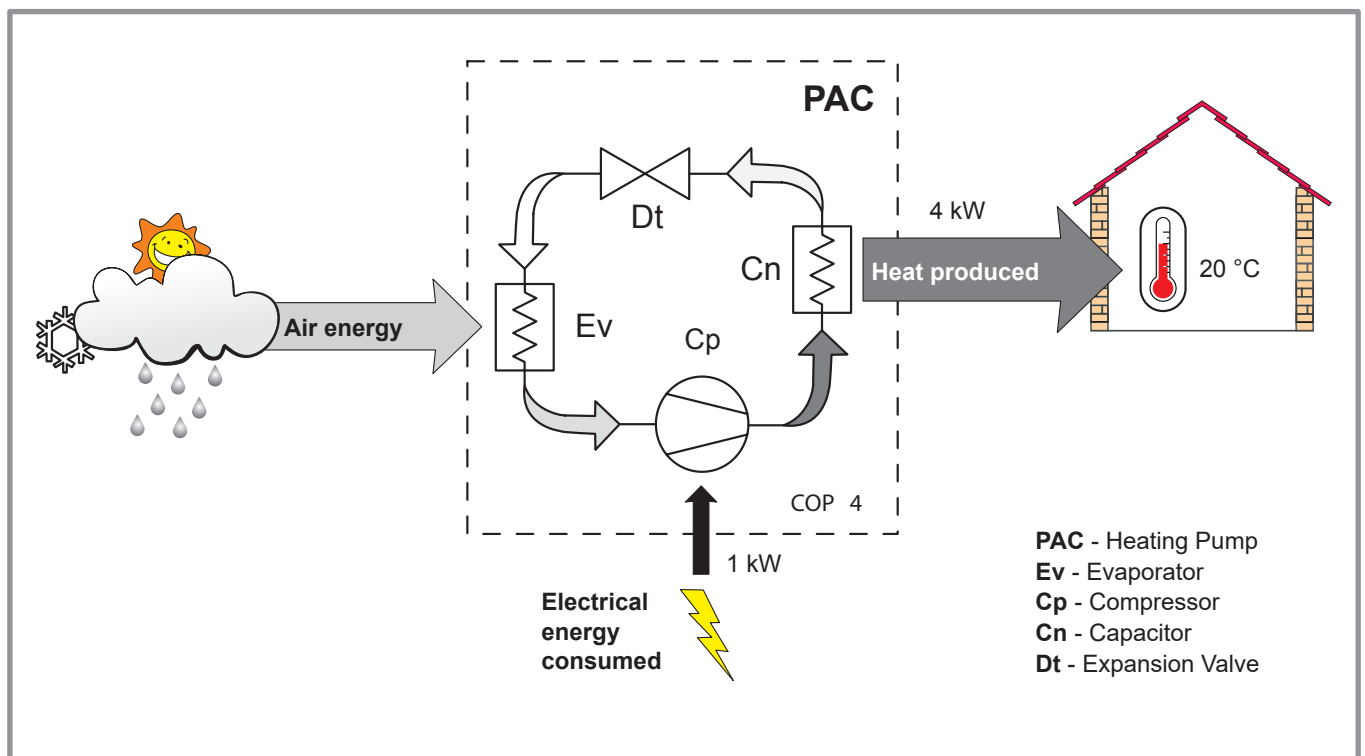 PAC
Dt
4 kW
Cn
Heat produced
20 °C
Air energy
Ev
Cp
COP 4
1 kW
Electrical
energy
consumed
PAC - Heating Pump
Ev - Evaporator
Cp - Compressor
Cn - Capacitor
Dt - Expansion Valve